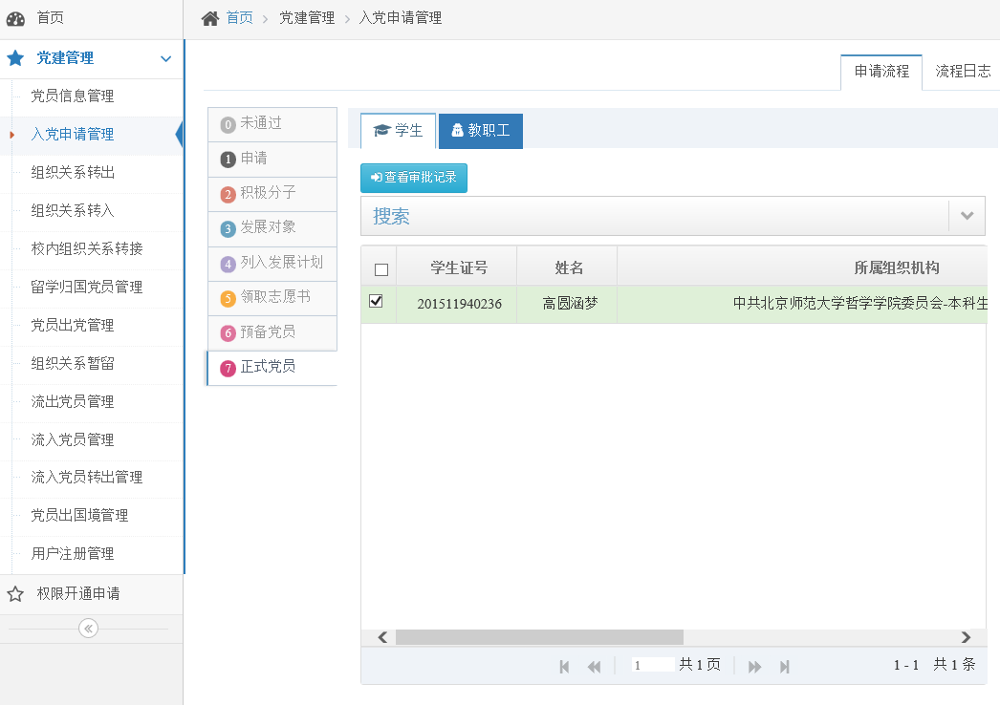 首页
党建管理
党员信息管理
入党申请管理
组织关系转出
组织关系转入
校内组织关系转接
留学归国党员管理
党员出党管理
组织关系暂留
流出党员管理
流入党员管理
流入党员转出管理
党员出国境管理
用户注册管理
权限开通申请
首页 党建管理 入党申请管理
申请流程 流程日志
0 未通过
1 申请
2 积极分子
3 发展对象
4 列入发展计划
5 领取志愿书
6 预备党员
7 正式党员
学生 教职工
查看审批记录
搜索
学生证号 姓名 所属组织机构
201511940236 高圆涵梦 中共北京师范大学哲学学院委员会-本科生
1 共 1 页 1 - 1 共 1 条